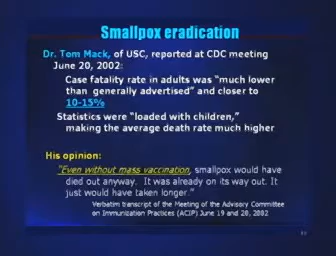 Smallpox eradication
Dr. Tom Mack, of USC, reported at CDC meeting
June 20, 2002:
Case fatality rate in adults was "much lower
than generally advertised" and closer to
10-15%
Statistics were "loaded with children,"
making the average death rate much higher
His opinion:
"Even without mass vaccination, smallpox would have
died out anyway. It was already on its way out. It
just would have taken longer."
Verbatim transcript of the Meeting of the Advisory Committee
on Immunization Practices (ACIP) June 19 and 20, 2002